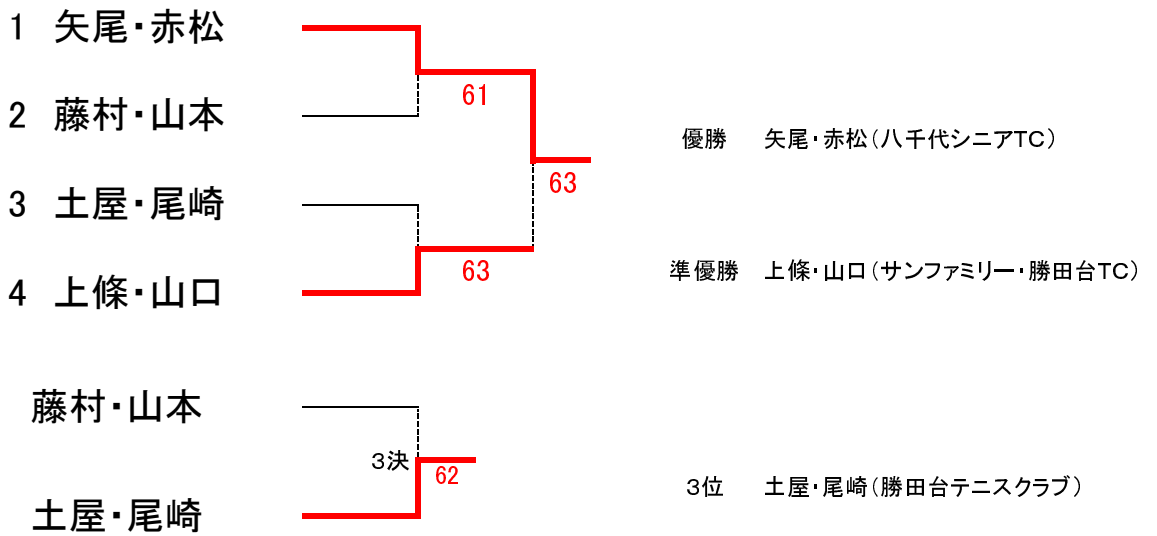 1 矢尾・赤松
61
2 藤村・山本
優勝 矢尾・赤松(八千代シニアTC)
63
3 土屋・尾崎
63
準優勝 上條・山口(サンファミリー・勝田台TC)
4 上條・山口
藤村・山本
3決
62
3位 土屋・尾崎(勝田台テニスクラブ)
土屋・尾崎